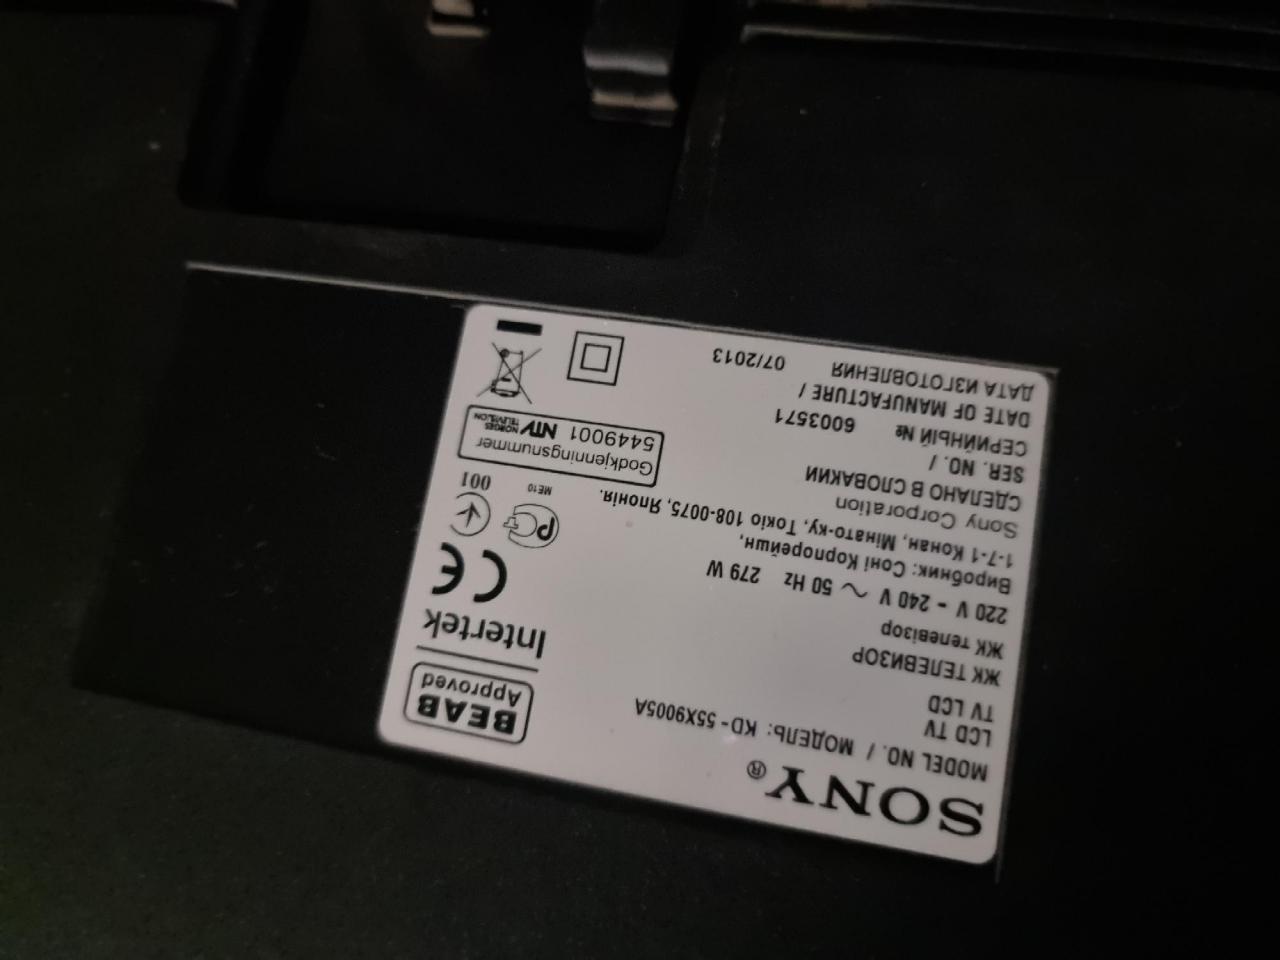 SONY®
MODEL NO. / МОДЕЛЬ: KD-55X9005A
LCD TV
TV LCD
ЖК ТЕЛЕВИЗОР
ЖК телевізор
220 V - 240 V ~ 50 Hz 279 W
Виробник: Соні Корпорейшн,
1-7-1 Конан, Мінато-ку, Токіо 108-0075, Японія.
Sony Corporation
СДЕЛАНО В СЛОВАКИИ
SER. NO. /
СЕРИЙНЫЙ № 6003571
DATE OF MANUFACTURE /
ДАТА ИЗГОТОВЛЕНИЯ 07/2013
BEAB
Approved
Intertek
CE
PC
ME10
001
Godkjenningsnummer
5449001 NTV NORGES
TELEVISJON